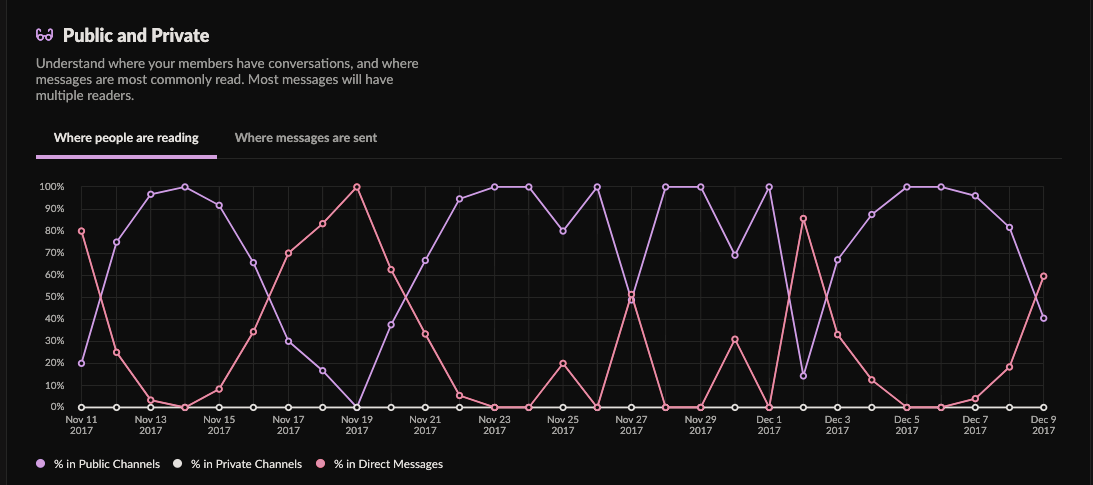 Public and Private
Understand where your members have conversations, and where
messages are most commonly read. Most messages will have
multiple readers.
Where people are reading
Where messages are sent
100%
90%
80%
70%
60%
50%
40%
30%
20%
10%
0%
Nov 11 2017
Nov 13 2017
Nov 15 2017
Nov 17 2017
Nov 19 2017
Nov 21 2017
Nov 23 2017
Nov 25 2017
Nov 27 2017
Nov 29 2017
Dec 1 2017
Dec 3 2017
Dec 5 2017
Dec 7 2017
Dec 9 2017
% in Public Channels
% in Private Channels
% in Direct Messages